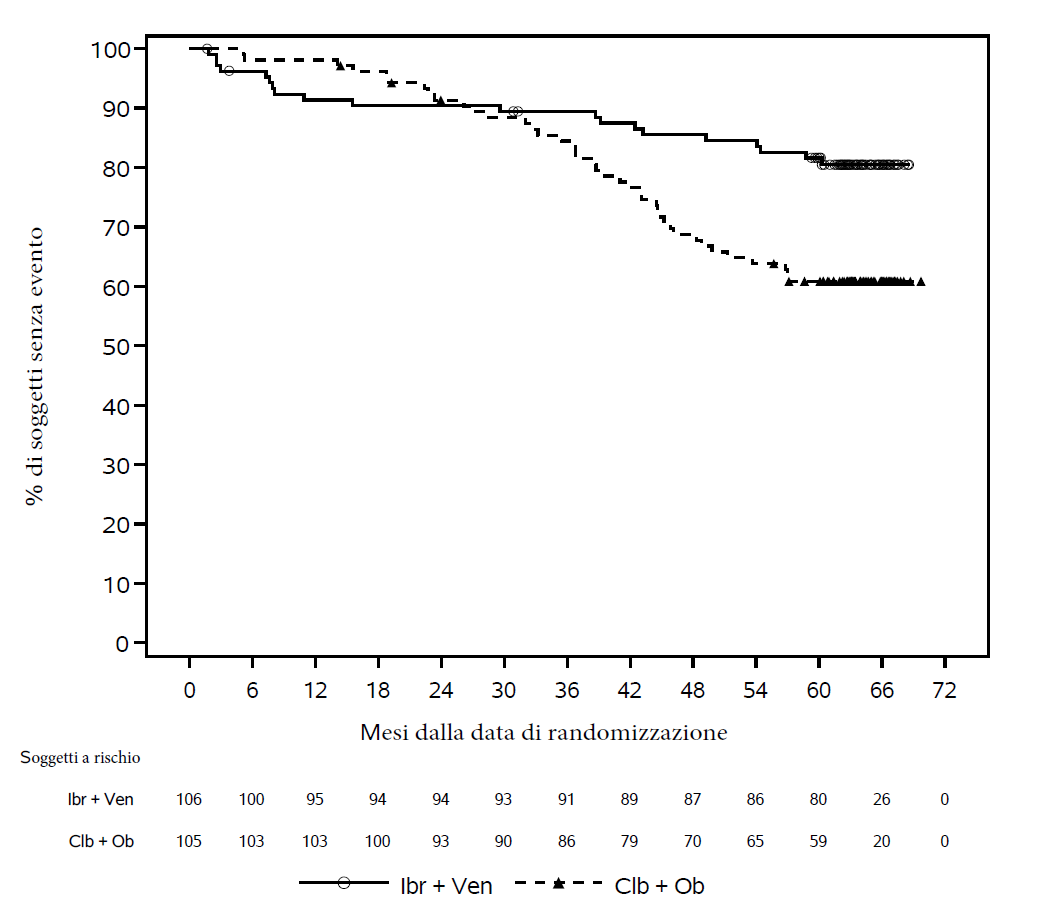 100
90
80
70
60
50
40
30
20
10
0
% di soggetti senza evento
0 6 12 18 24 30 36 42 48 54 60 66 72
Mesi dalla data di randomizzazione
Soggetti a rischio
Ibr + Ven 106 100 95 94 94 93 91 89 87 86 80 26 0
Clb + Ob 105 103 103 100 93 90 86 79 70 65 59 20 0
Ibr + Ven Clb + Ob